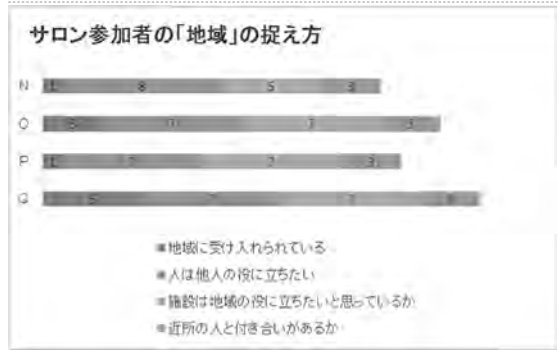 サロン参加者の「地域」の捉え方
N 1 8 5 3
O 7 3
P 1 7 7 3
Q 5 7
■地域に受け入れられている
■人は他人の役に立ちたい
■施設は地域の役に立ちたいと思っているか
■近所の人と付き合いがあるか